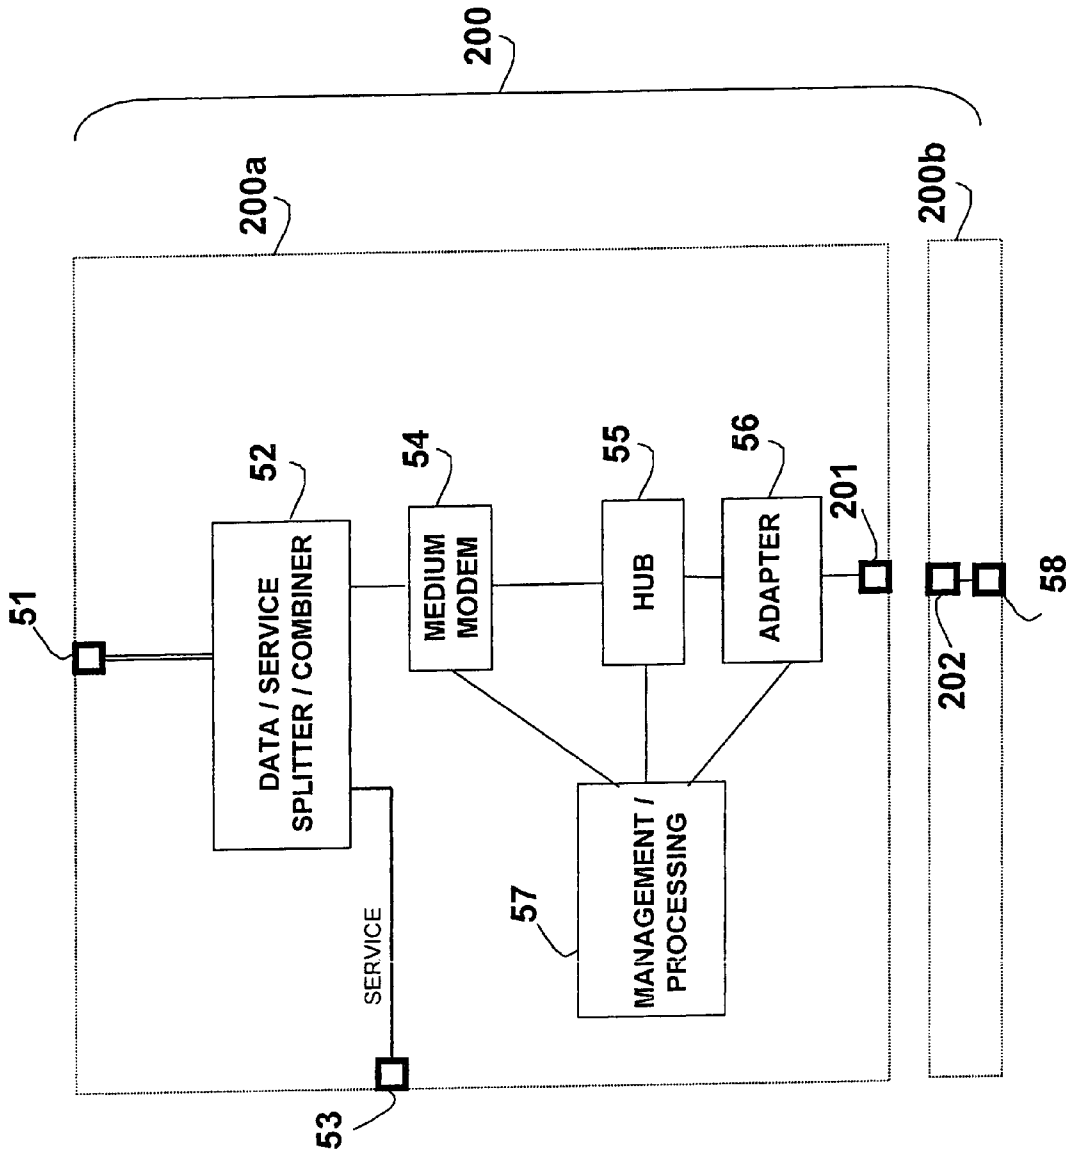 200
200a
200b
51
52
DATA / SERVICE
SPLITTER / COMBINER
54
MEDIUM
MODEM
55
HUB
56
ADAPTER
201
202
58
57
MANAGEMENT /
PROCESSING
SERVICE
53